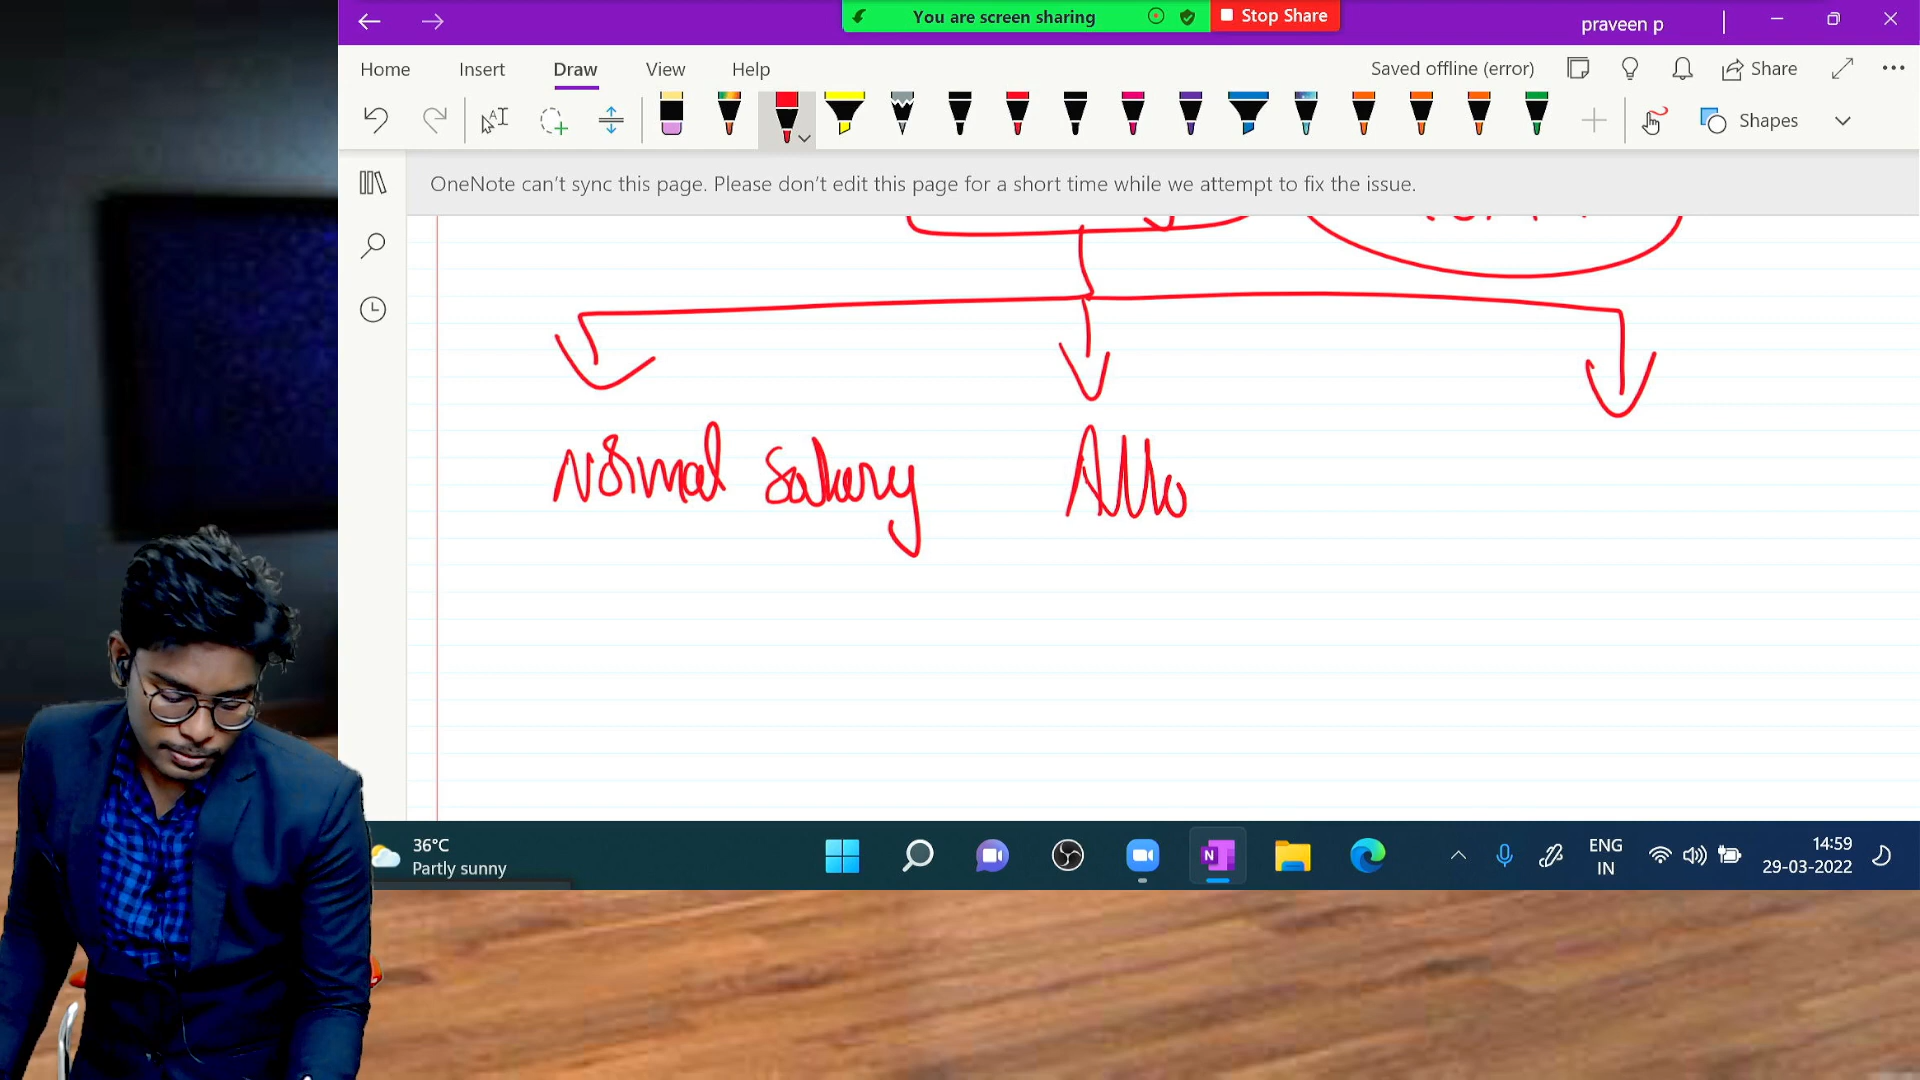 You are screen sharing Stop Share praveen p
Home Insert Draw View Help Saved offline (error) Share
Shapes
OneNote can't sync this page. Please don't edit this page for a short time while we attempt to fix the issue.
Normal Salary Allo
36°C ENG 14:59
Partly sunny IN 29-03-2022